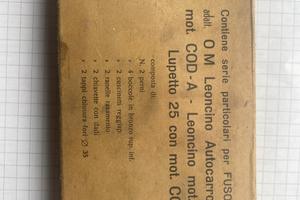 Contiene serie particolari per FUSO
adatt. OM Leoncino Autocarro
mot. COD-A - Leoncino mot.
Lupetto 25 con mot. CO
composta di:
N. 2 perni
» 4 boccole in bronzo sup. inf.
» 2 cuscinetti reggisp.
» 2 ranelle rasamento
» 2 chiavette con dadi
» 2 tappi chiusura fori ∅ 35